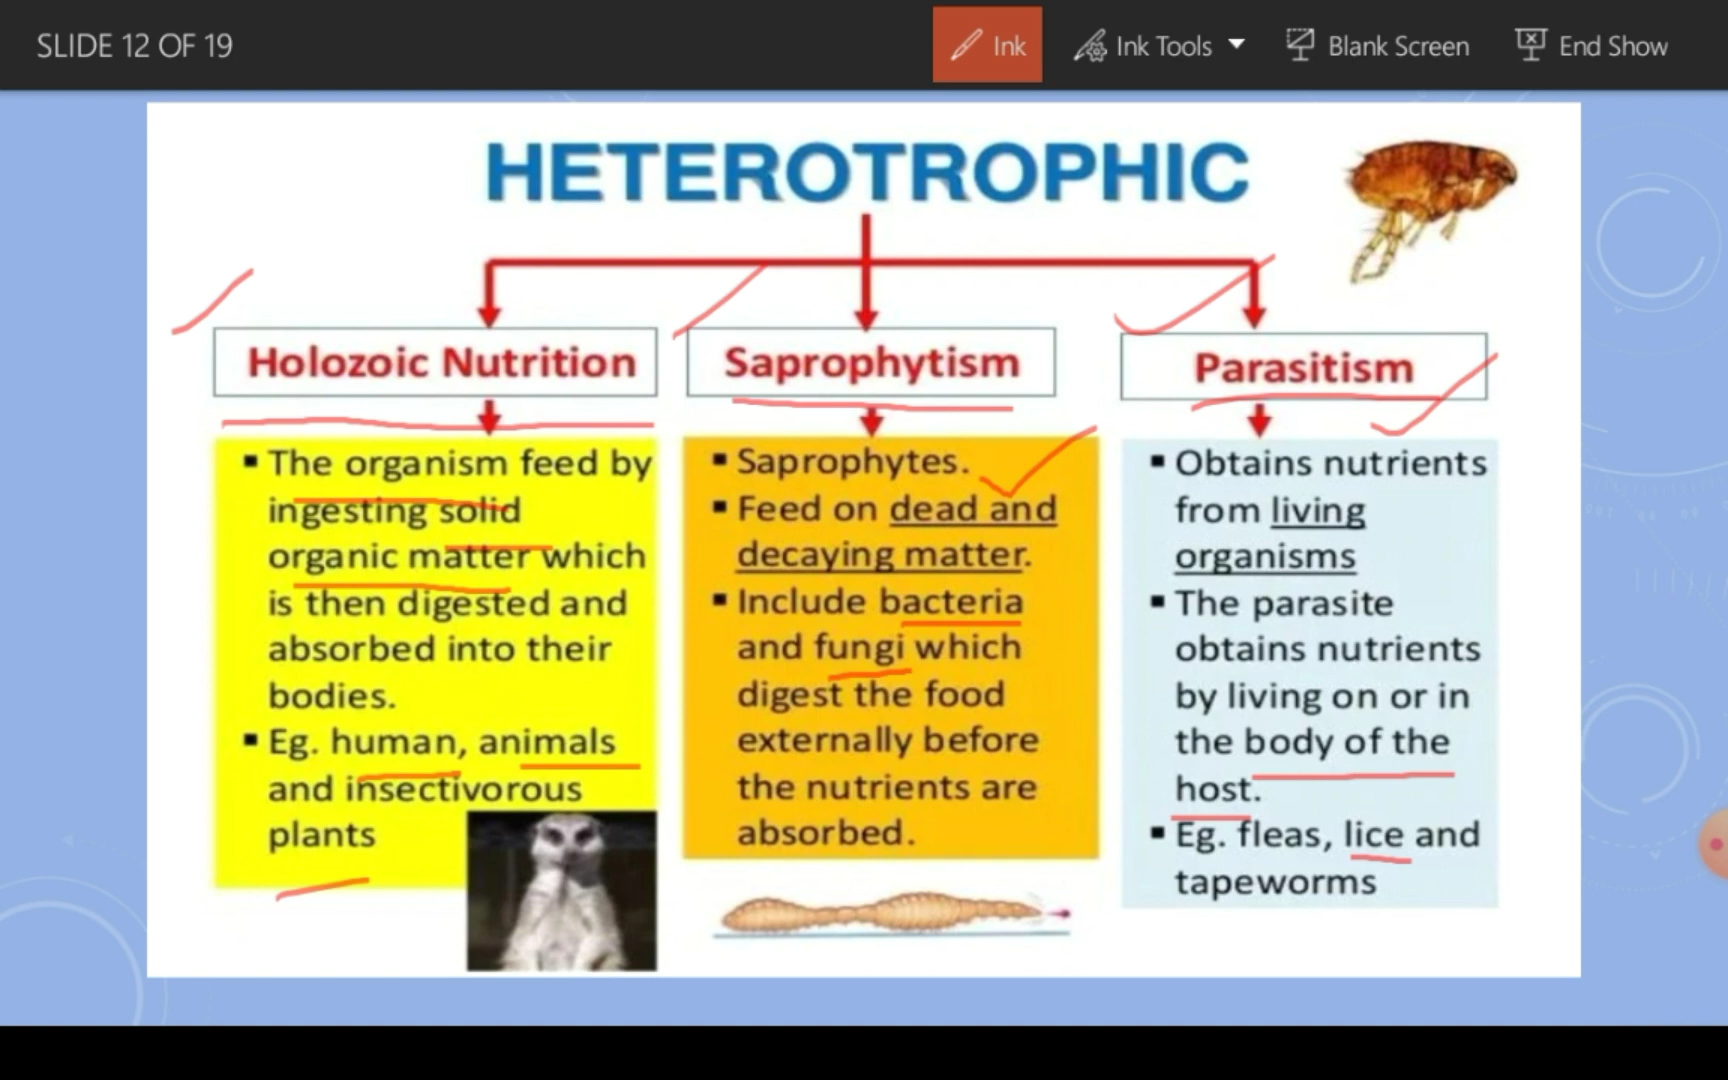 SLIDE 12 OF 19
Ink
Ink Tools
Blank Screen
End Show
HETEROTROPHIC
Holozoic Nutrition
▪ The organism feed by
ingesting solid
organic matter which
is then digested and
absorbed into their
bodies.
▪ Eg. human, animals
and insectivorous
plants
Saprophytism
▪ Saprophytes.
▪ Feed on dead and
decaying matter.
▪ Include bacteria
and fungi which
digest the food
externally before
the nutrients are
absorbed.
Parasitism
▪ Obtains nutrients
from living
organisms
▪ The parasite
obtains nutrients
by living on or in
the body of the
host.
▪ Eg. fleas, lice and
tapeworms